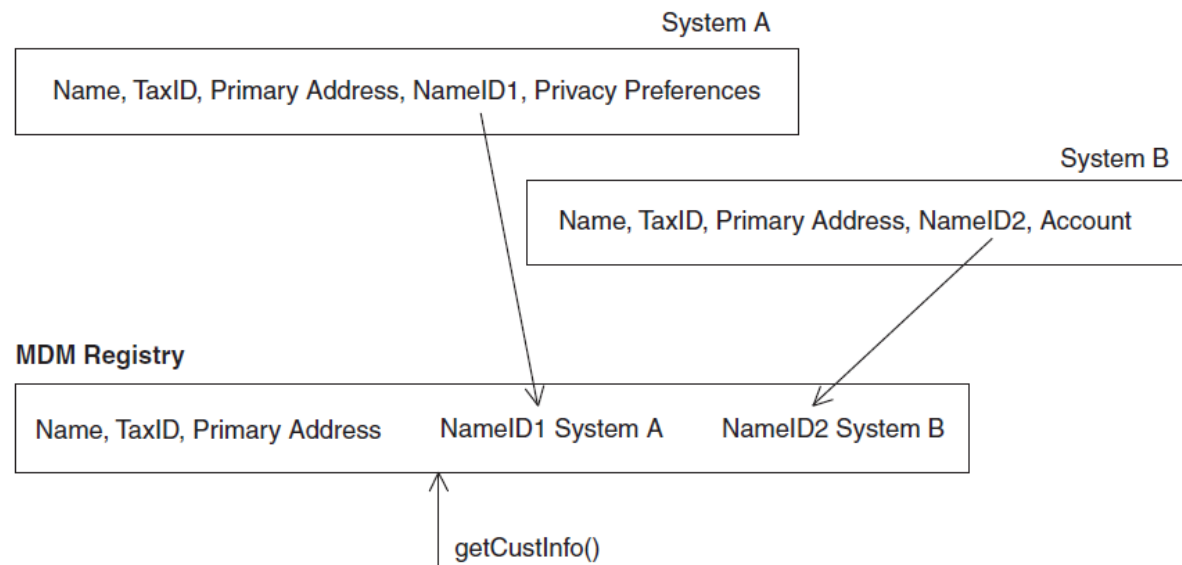 System A
Name, TaxID, Primary Address, NameID1, Privacy Preferences
System B
Name, TaxID, Primary Address, NameID2, Account
MDM Registry
Name, TaxID, Primary Address NameID1 System A NameID2 System B
getCustInfo()